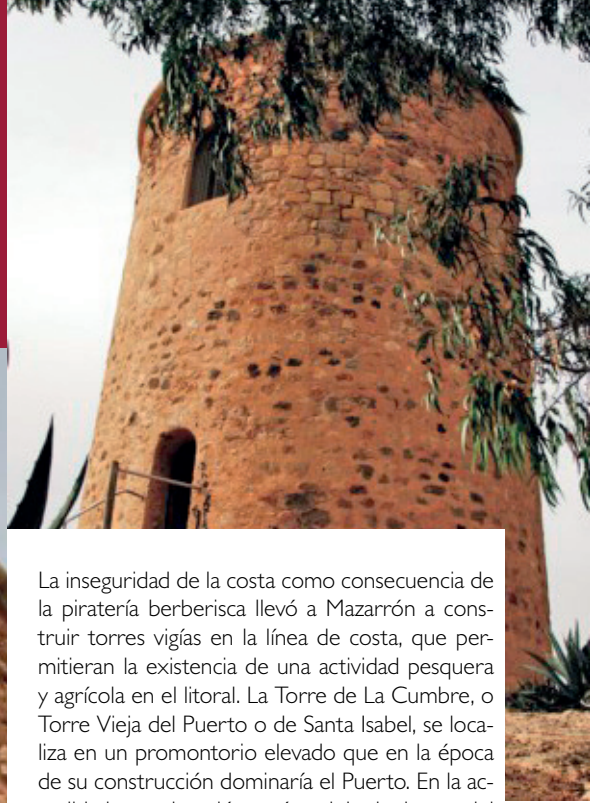 La inseguridad de la costa como consecuencia de
la piratería berberisca llevó a Mazarrón a cons-
truir torres vigías en la línea de costa, que per-
mitieran la existencia de una actividad pesquera
y agrícola en el litoral. La Torre de La Cumbre, o
Torre Vieja del Puerto o de Santa Isabel, se loca-
liza en un promontorio elevado que en la época
de su construcción dominaría el Puerto. En la ac-